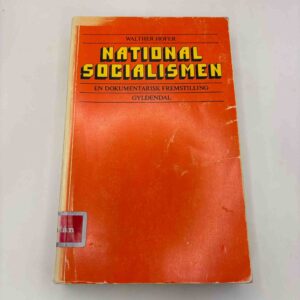 WALTHER HOFER
NATIONAL
SOCIALISMEN
EN DOKUMENTARISK FREMSTILLING
GYLDENDAL